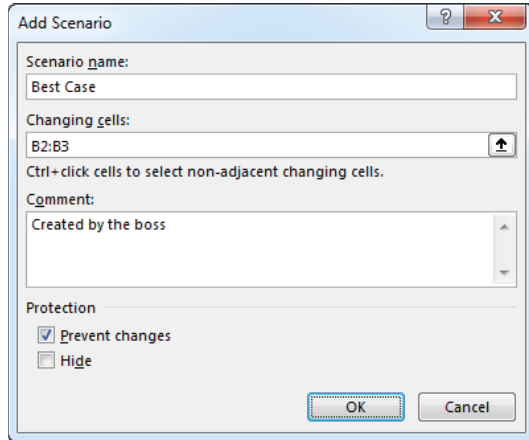 Add Scenario
?
Scenario name:
Best Case
Changing cells:
B2:B3
Ctrl+click cells to select non-adjacent changing cells.
Comment:
Created by the boss
Protection
Prevent changes
Hide
OK Cancel